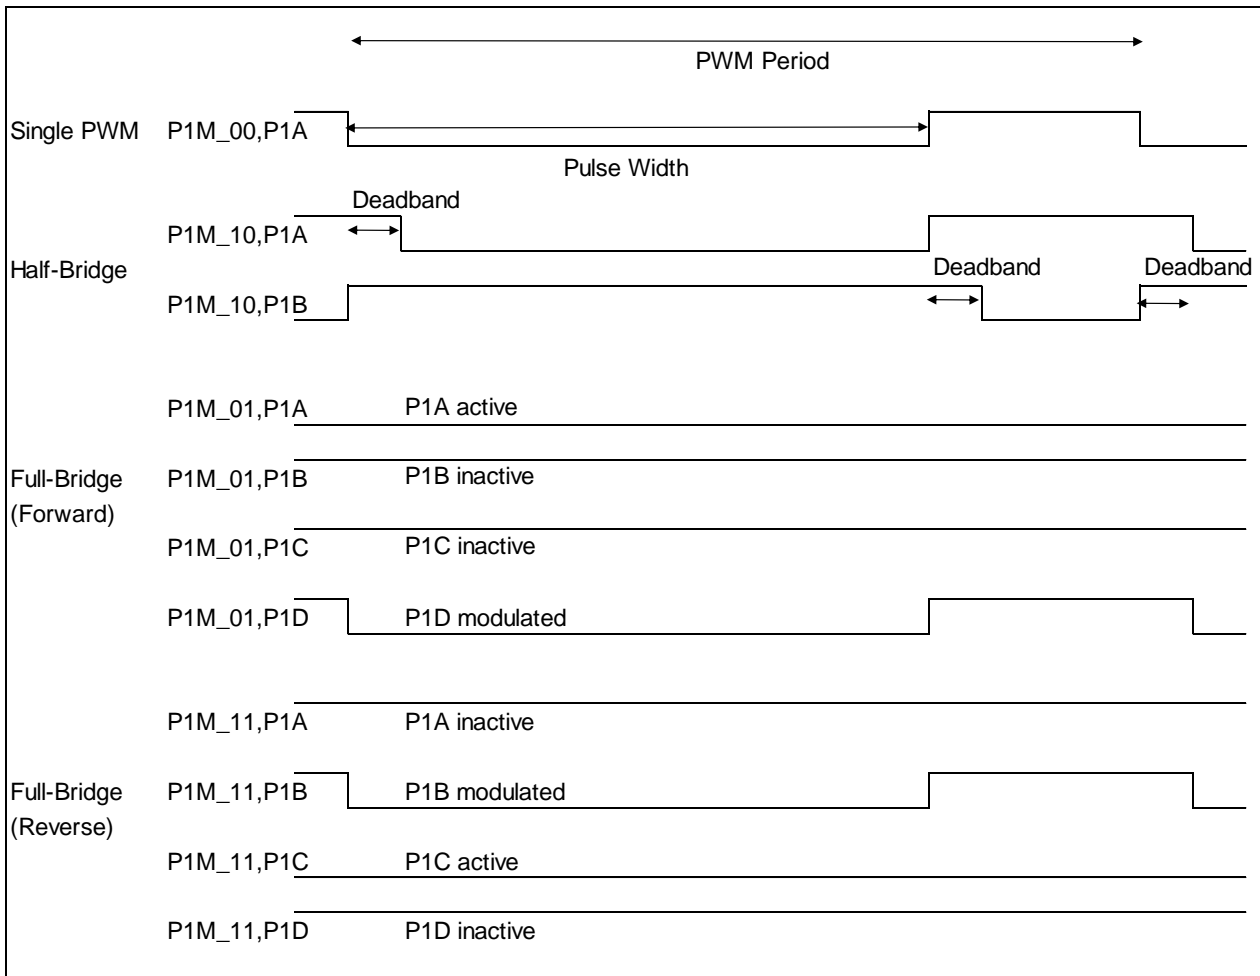 PWM Period
Single PWM P1M_00,P1A
Pulse Width
Deadband
P1M_10,P1A
Half-Bridge
Deadband Deadband
P1M_10,P1B
P1M_01,P1A P1A active
Full-Bridge P1M_01,P1B P1B inactive
(Forward)
P1M_01,P1C P1C inactive
P1M_01,P1D P1D modulated
P1M_11,P1A P1A inactive
Full-Bridge P1M_11,P1B P1B modulated
(Reverse)
P1M_11,P1C P1C active
P1M_11,P1D P1D inactive